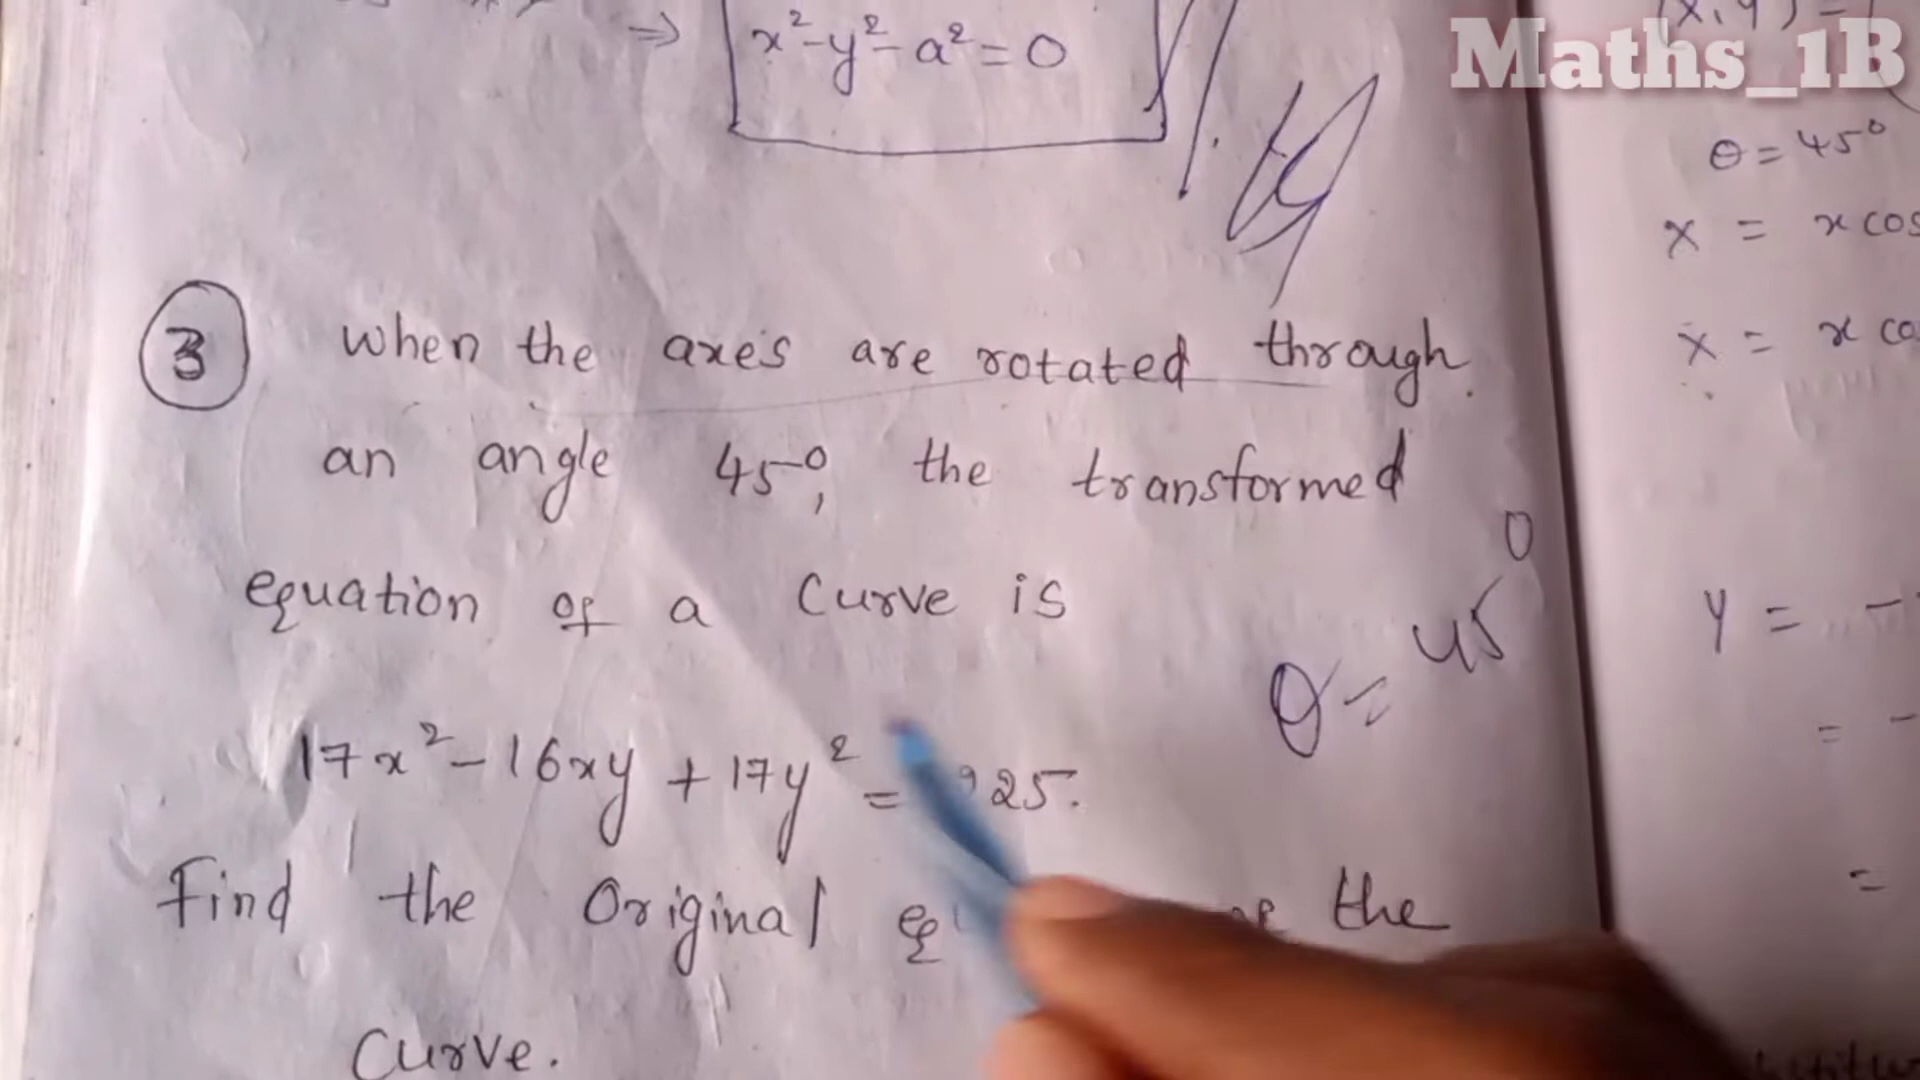 ⇒ x²-y²-a²=0
3 When the axes are rotated through
an angle 45°, the transformed
equation of a curve is
17x²-16xy+17y² = 225.
Find the Original the
Curve.
θ = 45°
Maths_1B
θ = 45°
x = x cos
x = x co
y = -
= -
=